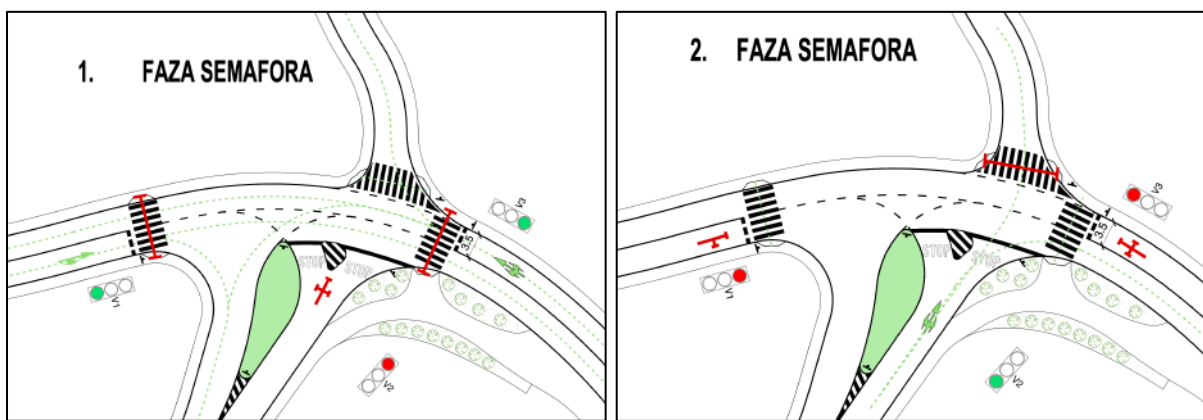 1. FAZA SEMAFORA
V3
3.5
STOP STOP
V1
V2
2. FAZA SEMAFORA
V3
3.5
STOP STOP
V1
V2